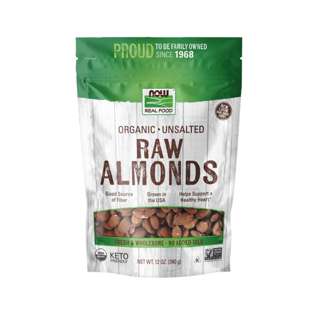 PROUD TO BE FAMILY OWNED
SINCE 1968
now
REAL FOOD
ORGANIC • UNSALTED
RAW
ALMONDS
Good Source
of Fiber
Grown in
the USA
Helps Support a
Healthy Heart*
FRESH & WHOLESOME • NO ADDED SALT
KETO
FRIENDLY
NET WT. 12 OZ. (340 g)